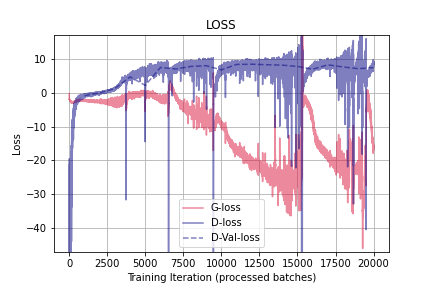 LOSS
10
0
−10
−20
−30
−40
Loss
G-loss
D-loss
D-Val-loss
0 2500 5000 7500 10000 12500 15000 17500 20000
Training Iteration (processed batches)